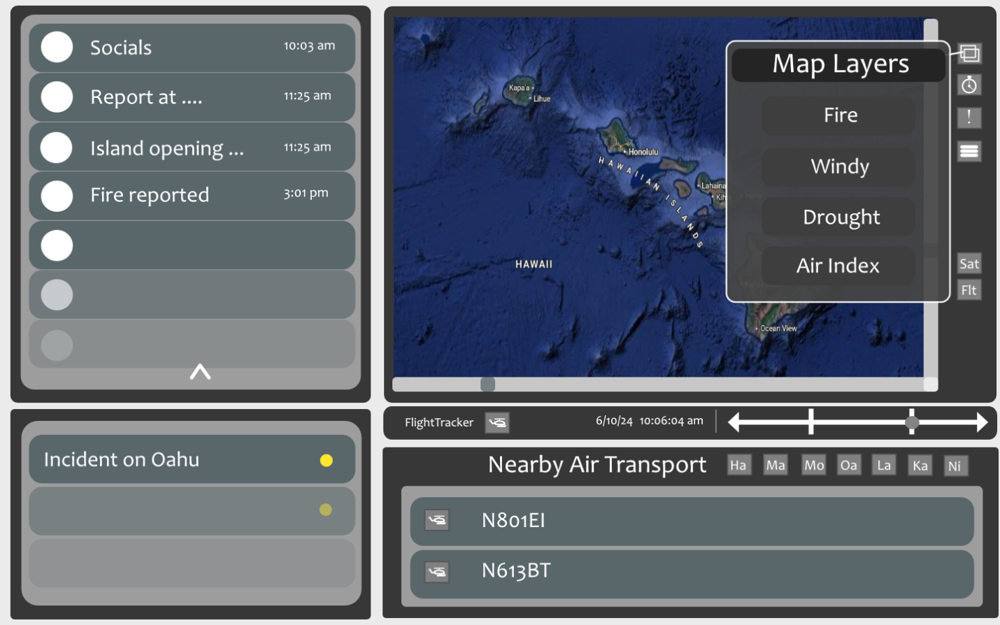 Socials 10:03 am
Report at .... 11:25 am
Island opening ... 11:25 am
Fire reported 3:01 pm
Incident on Oahu
Kapa'a
Lihue
Honolulu
HAWAIIAN ISLANDS
Lahaina
Kih
Hana
HAWAII
Ocean View
Map Layers
Fire
Windy
Drought
Air Index
!
Sat
Flt
FlightTracker 6/10/24 10:06:04 am
Nearby Air Transport Ha Ma Mo Oa La Ka Ni
N801EI
N613BT